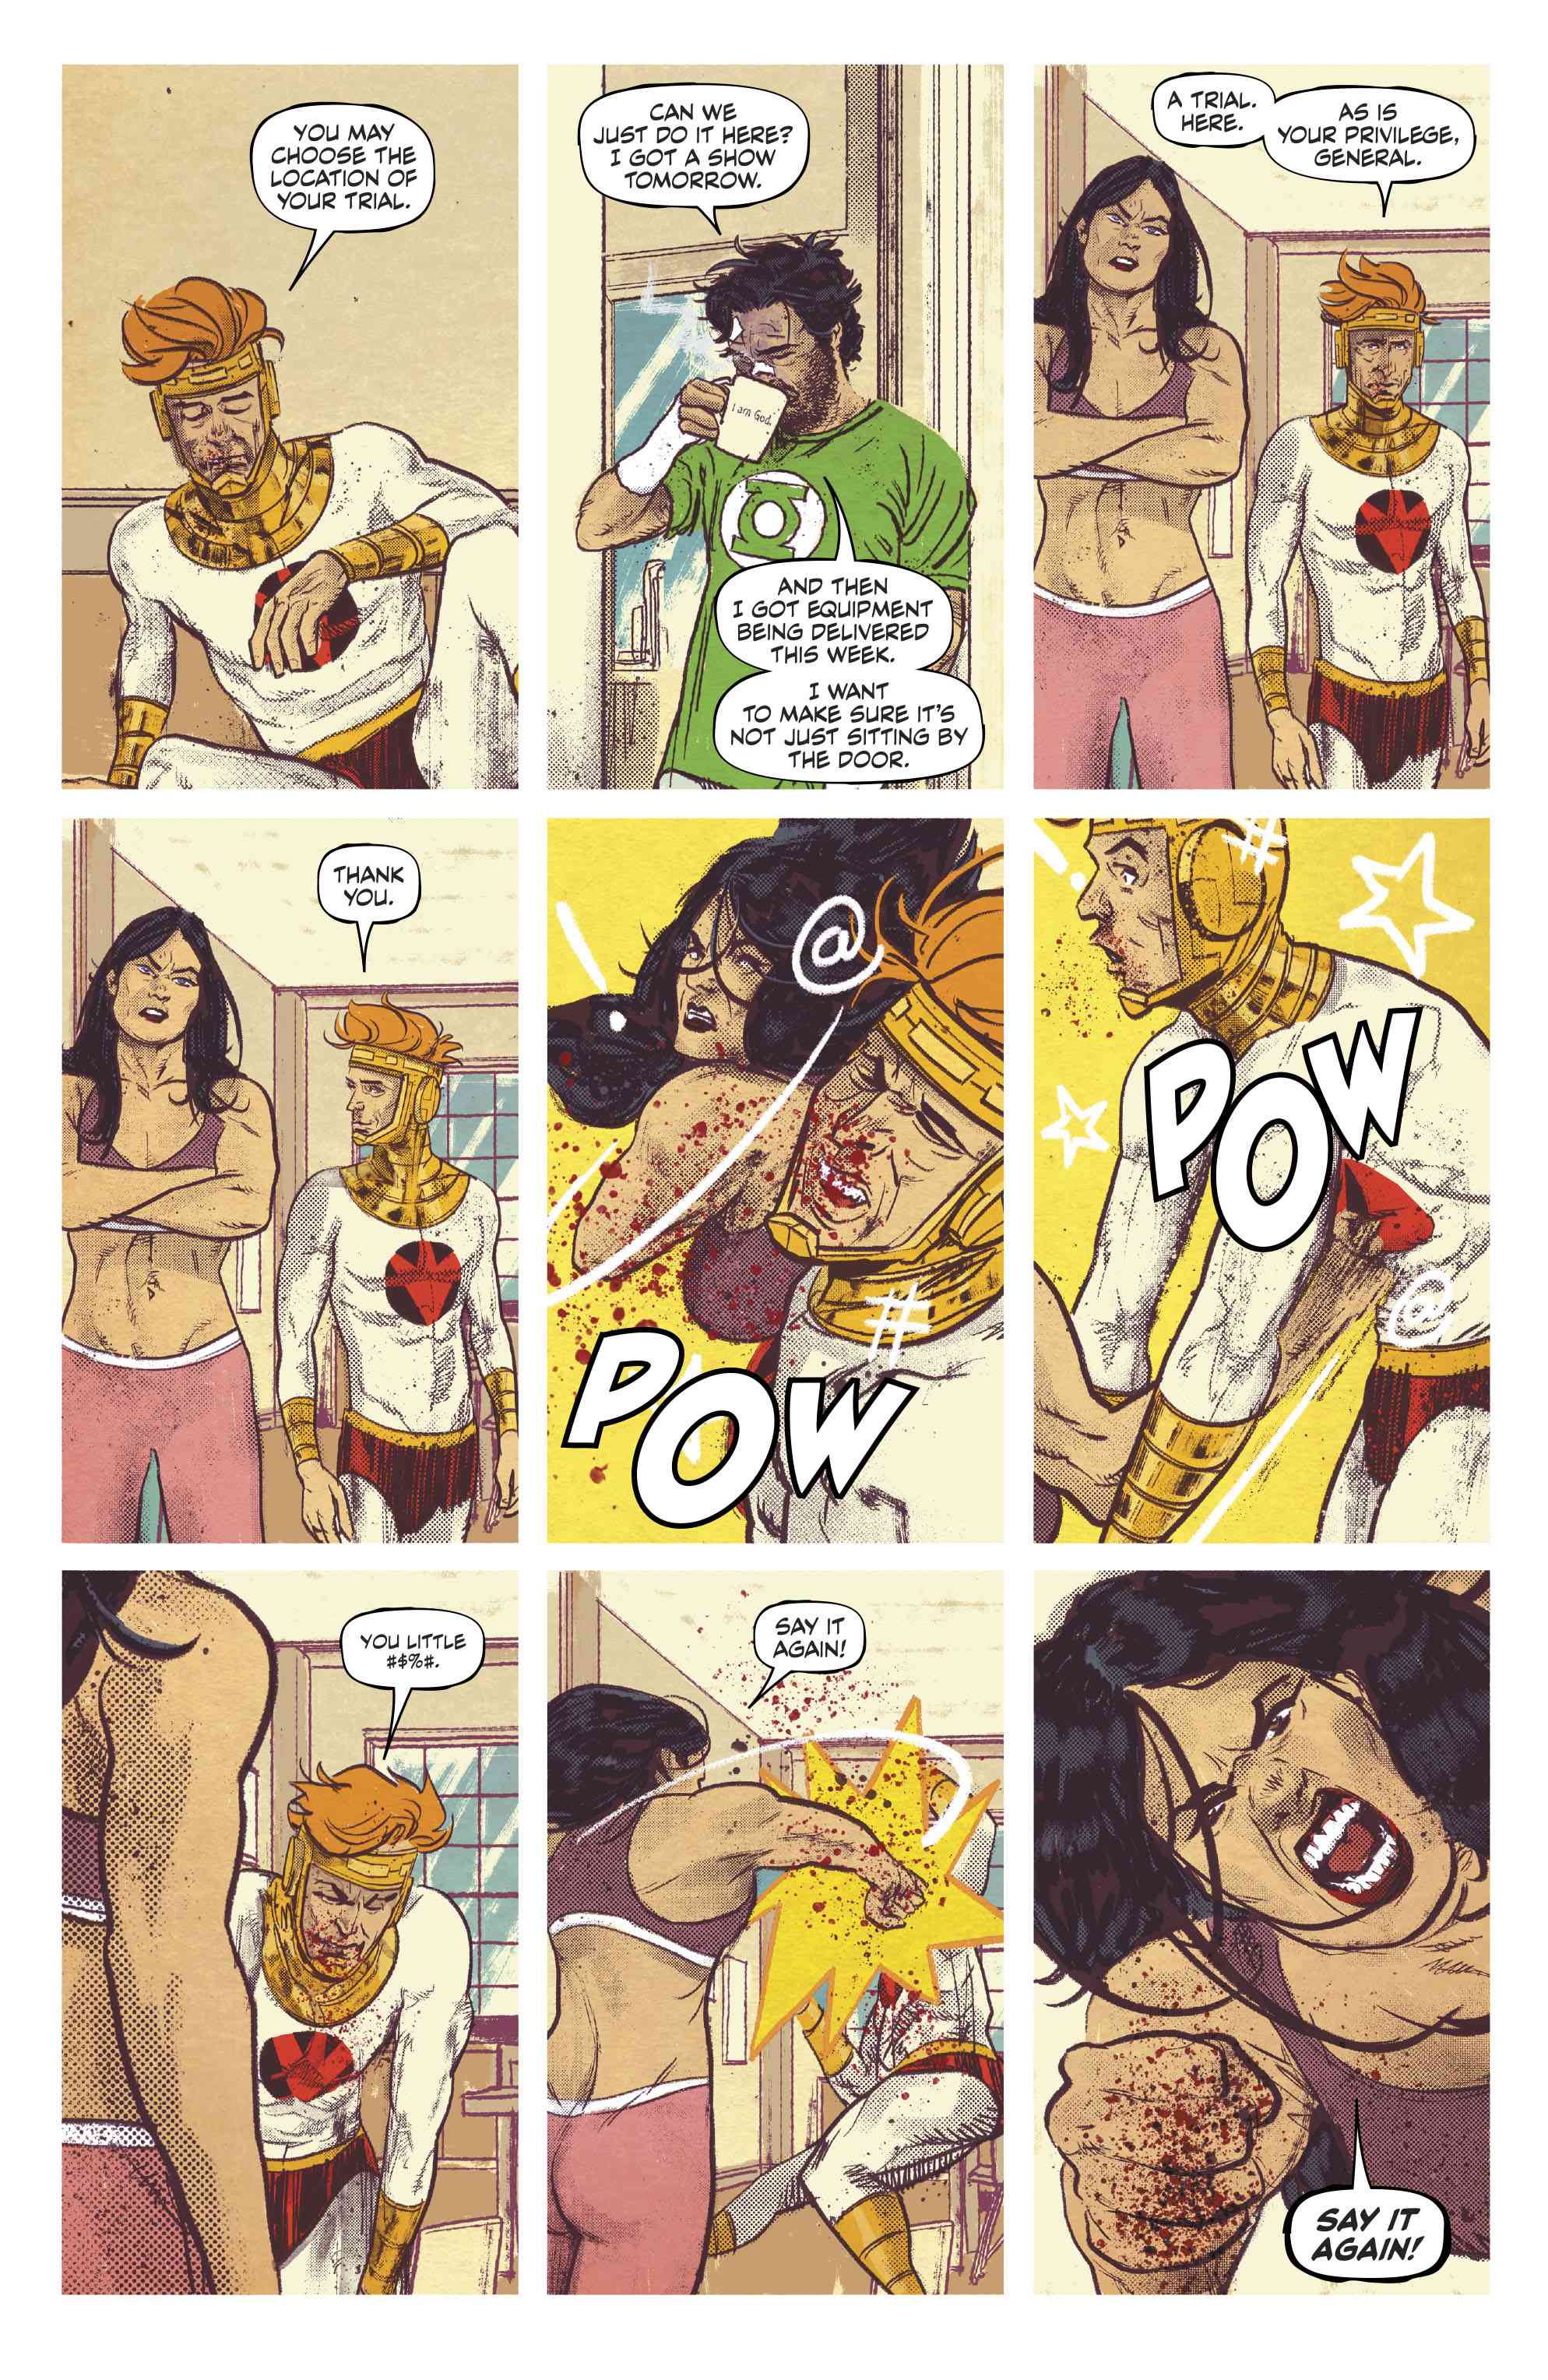 YOU MAY
CHOOSE THE
LOCATION OF
YOUR TRIAL.
CAN WE
JUST DO IT HERE?
I GOT A SHOW
TOMORROW.
I am God.
AND THEN
I GOT EQUIPMENT
BEING DELIVERED
THIS WEEK.
I WANT
TO MAKE SURE IT'S
NOT JUST SITTING BY
THE DOOR.
A TRIAL.
HERE.
AS IS
YOUR PRIVILEGE,
GENERAL.
THANK
YOU.
@
#
POW
#
POW
@
YOU LITTLE
#$%#.
SAY IT
AGAIN!
SAY IT
AGAIN!